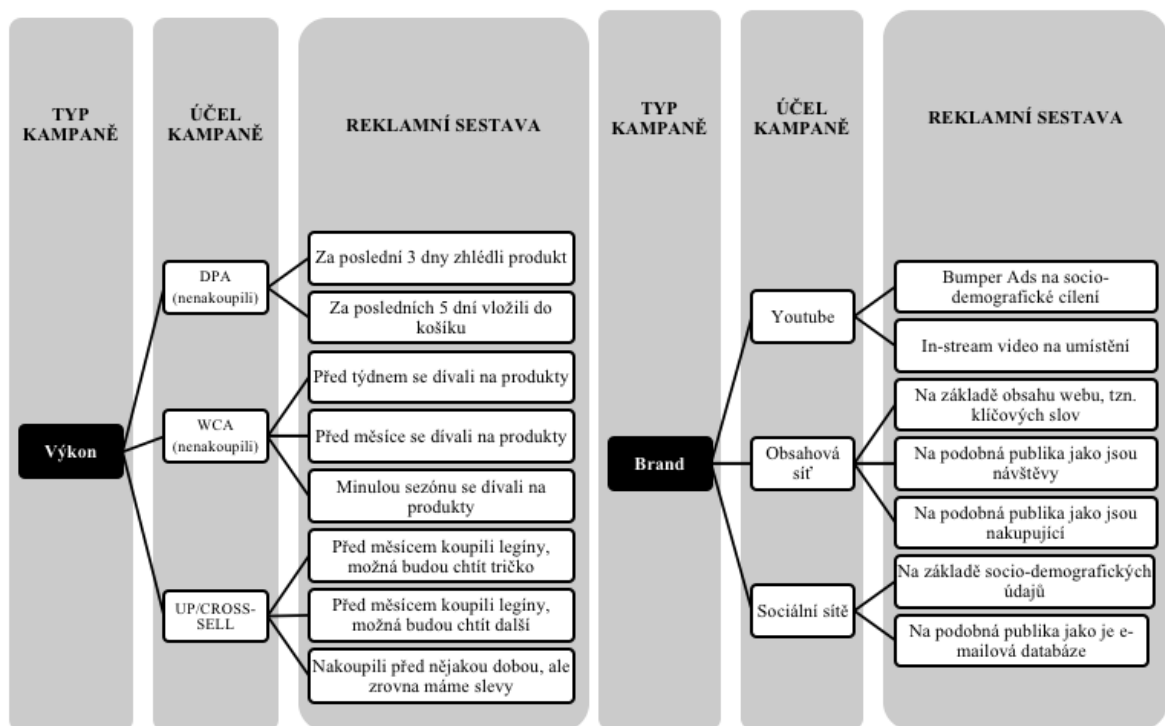 TYP
KAMPANĚ
ÚČEL
KAMPANĚ
REKLAMNÍ SESTAVA
Výkon
DPA
(nenakoupili)
Za poslední 3 dny zhlédli produkt
Za posledních 5 dní vložili do
košíku
WCA
(nenakoupili)
Před týdnem se dívali na produkty
Před měsíce se dívali na produkty
Minulou sezónu se dívali na
produkty
UP/CROSS-
SELL
Před měsícem koupili legíny,
možná budou chtít tričko
Před měsícem koupili legíny,
možná budou chtít další
Nakoupili před nějakou dobou, ale
zrovna máme slevy
TYP
KAMPANĚ
ÚČEL
KAMPANĚ
REKLAMNÍ SESTAVA
Brand
Youtube
Bumper Ads na socio-
demografické cílení
In-stream video na umístění
Obsahová
síť
Na základě obsahu webu, tzn.
klíčových slov
Na podobná publika jako jsou
návštěvy
Na podobná publika jako jsou
nakupující
Sociální sítě
Na základě socio-demografických
údajů
Na podobná publika jako je e-
mailová databáze